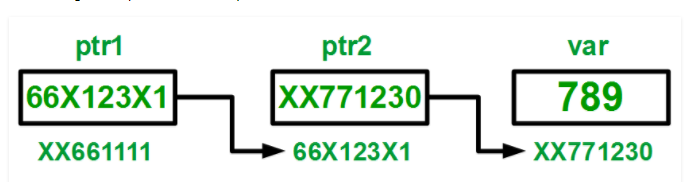 ptr1 ptr2 var
66X123X1 XX771230 789
XX661111 66X123X1 XX771230